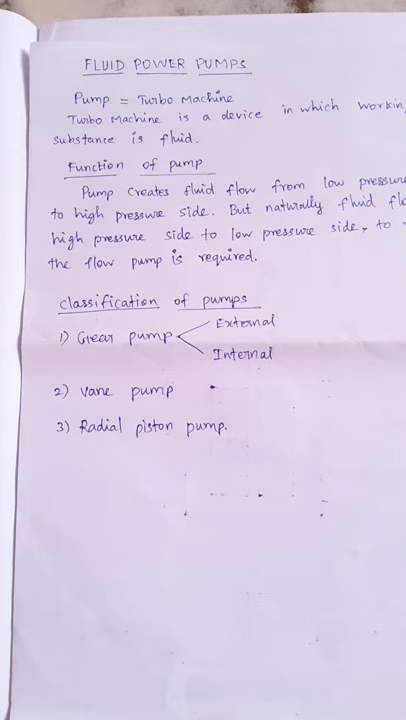 FLUID POWER PUMPS
Pump = Turbo Machine
Turbo Machine is a device in which
substance is fluid.
Function of pump
Pump creates fluid flow from low
to high pressure side. But naturally fluid
high pressure side to low pressure side, to
the flow pump is required.
Classification of pumps
1) Gear pump
External
Internal
2) Vane pump
3) Radial piston pump.